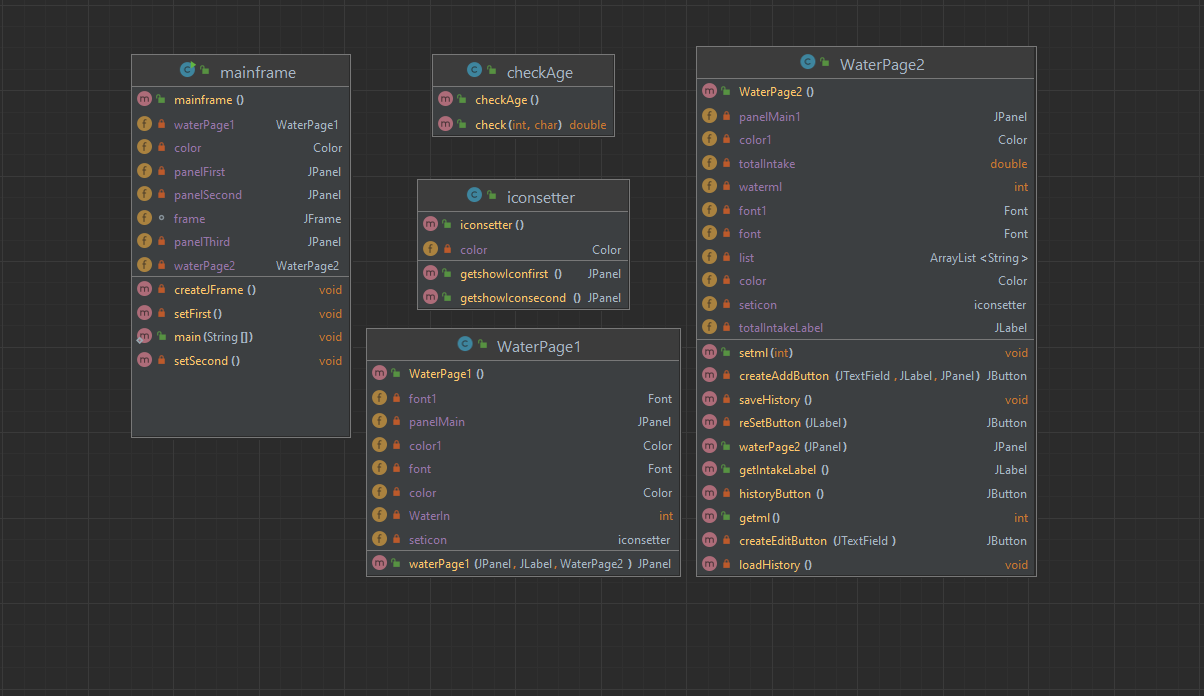 mainframe
mainframe ()
waterPage1 WaterPage1
color Color
panelFirst JPanel
panelSecond JPanel
frame JFrame
panelThird JPanel
waterPage2 WaterPage2
createJFrame () void
setFirst () void
main (String []) void
setSecond () void
checkAge
checkAge ()
check (int, char) double
iconsetter
iconsetter ()
color Color
getshowIconfirst () JPanel
getshowIconsecond () JPanel
WaterPage1
WaterPage1 ()
font1 Font
panelMain JPanel
color1 Color
font Font
color Color
WaterIn int
seticon iconsetter
waterPage1 (JPanel, JLabel, WaterPage2 ) JPanel
WaterPage2
WaterPage2 ()
panelMain1 JPanel
color1 Color
totalIntake double
waterml int
font1 Font
font Font
list ArrayList <String>
color Color
seticon iconsetter
totalIntakeLabel JLabel
setml (int) void
createAddButton (JTextField , JLabel, JPanel) JButton
saveHistory () void
reSetButton (JLabel) JButton
waterPage2 (JPanel) JPanel
getIntakeLabel () JLabel
historyButton () JButton
getml () int
createEditButton (JTextField ) JButton
loadHistory () void